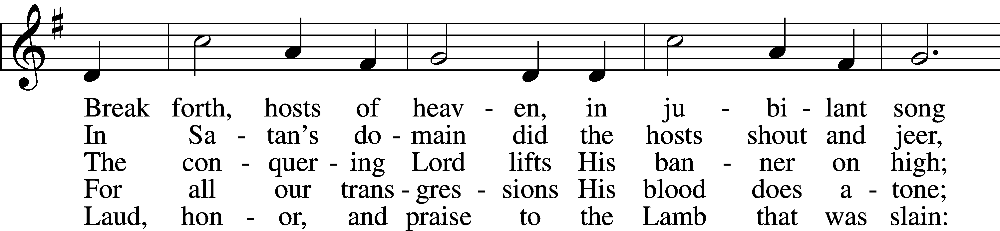 Break forth, hosts of heav - en, in ju - bi - lant song
In Sa - tan's do - main did the hosts shout and jeer,
The con - quer - ing Lord lifts His ban - ner on high;
For all our trans - gres - sions His blood does a - tone;
Laud, hon - or, and praise to the Lamb that was slain: